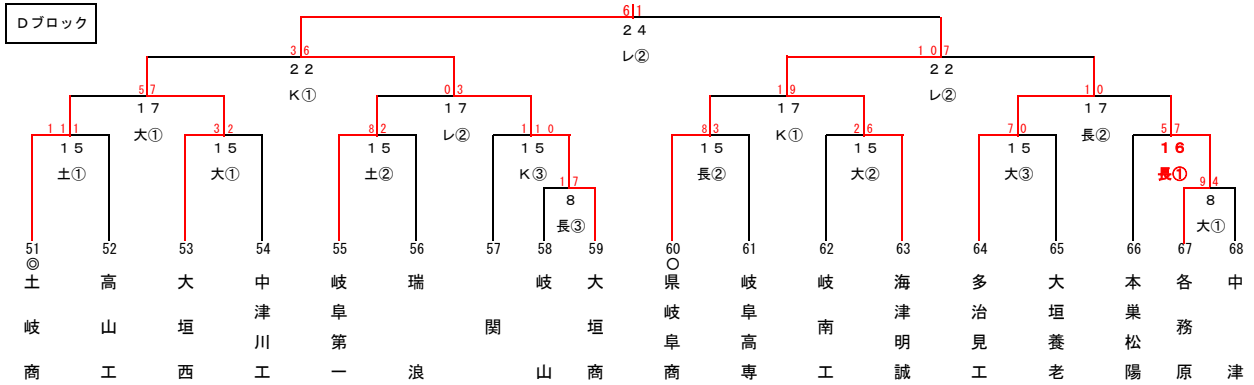 Dブロック
6 1
２４
レ②
3 6
２２
K①
1 0 7
２２
レ②
5 7
１７
大①
0 3
１７
レ②
1 9
１７
K①
1 0
１７
長②
1 1 1
１５
土①
3 2
１５
大①
8 2
１５
土②
1 1 0
１５
K③
8 3
１５
長②
2 6
１５
大②
7 0
１５
大③
5 7
１６
長①
1 7
８
長③
9 4
８
大①
51 52 53 54 55 56 57 58 59 60 61 62 63 64 65 66 67 68
◎ ○
土岐商
高山工
大垣西
中津川工
岐阜第一
瑞浪
関
岐山
大垣商
県岐阜商
岐阜高専
岐南工
海津明誠
多治見工
大垣養老
本巣松陽
各務原
中津